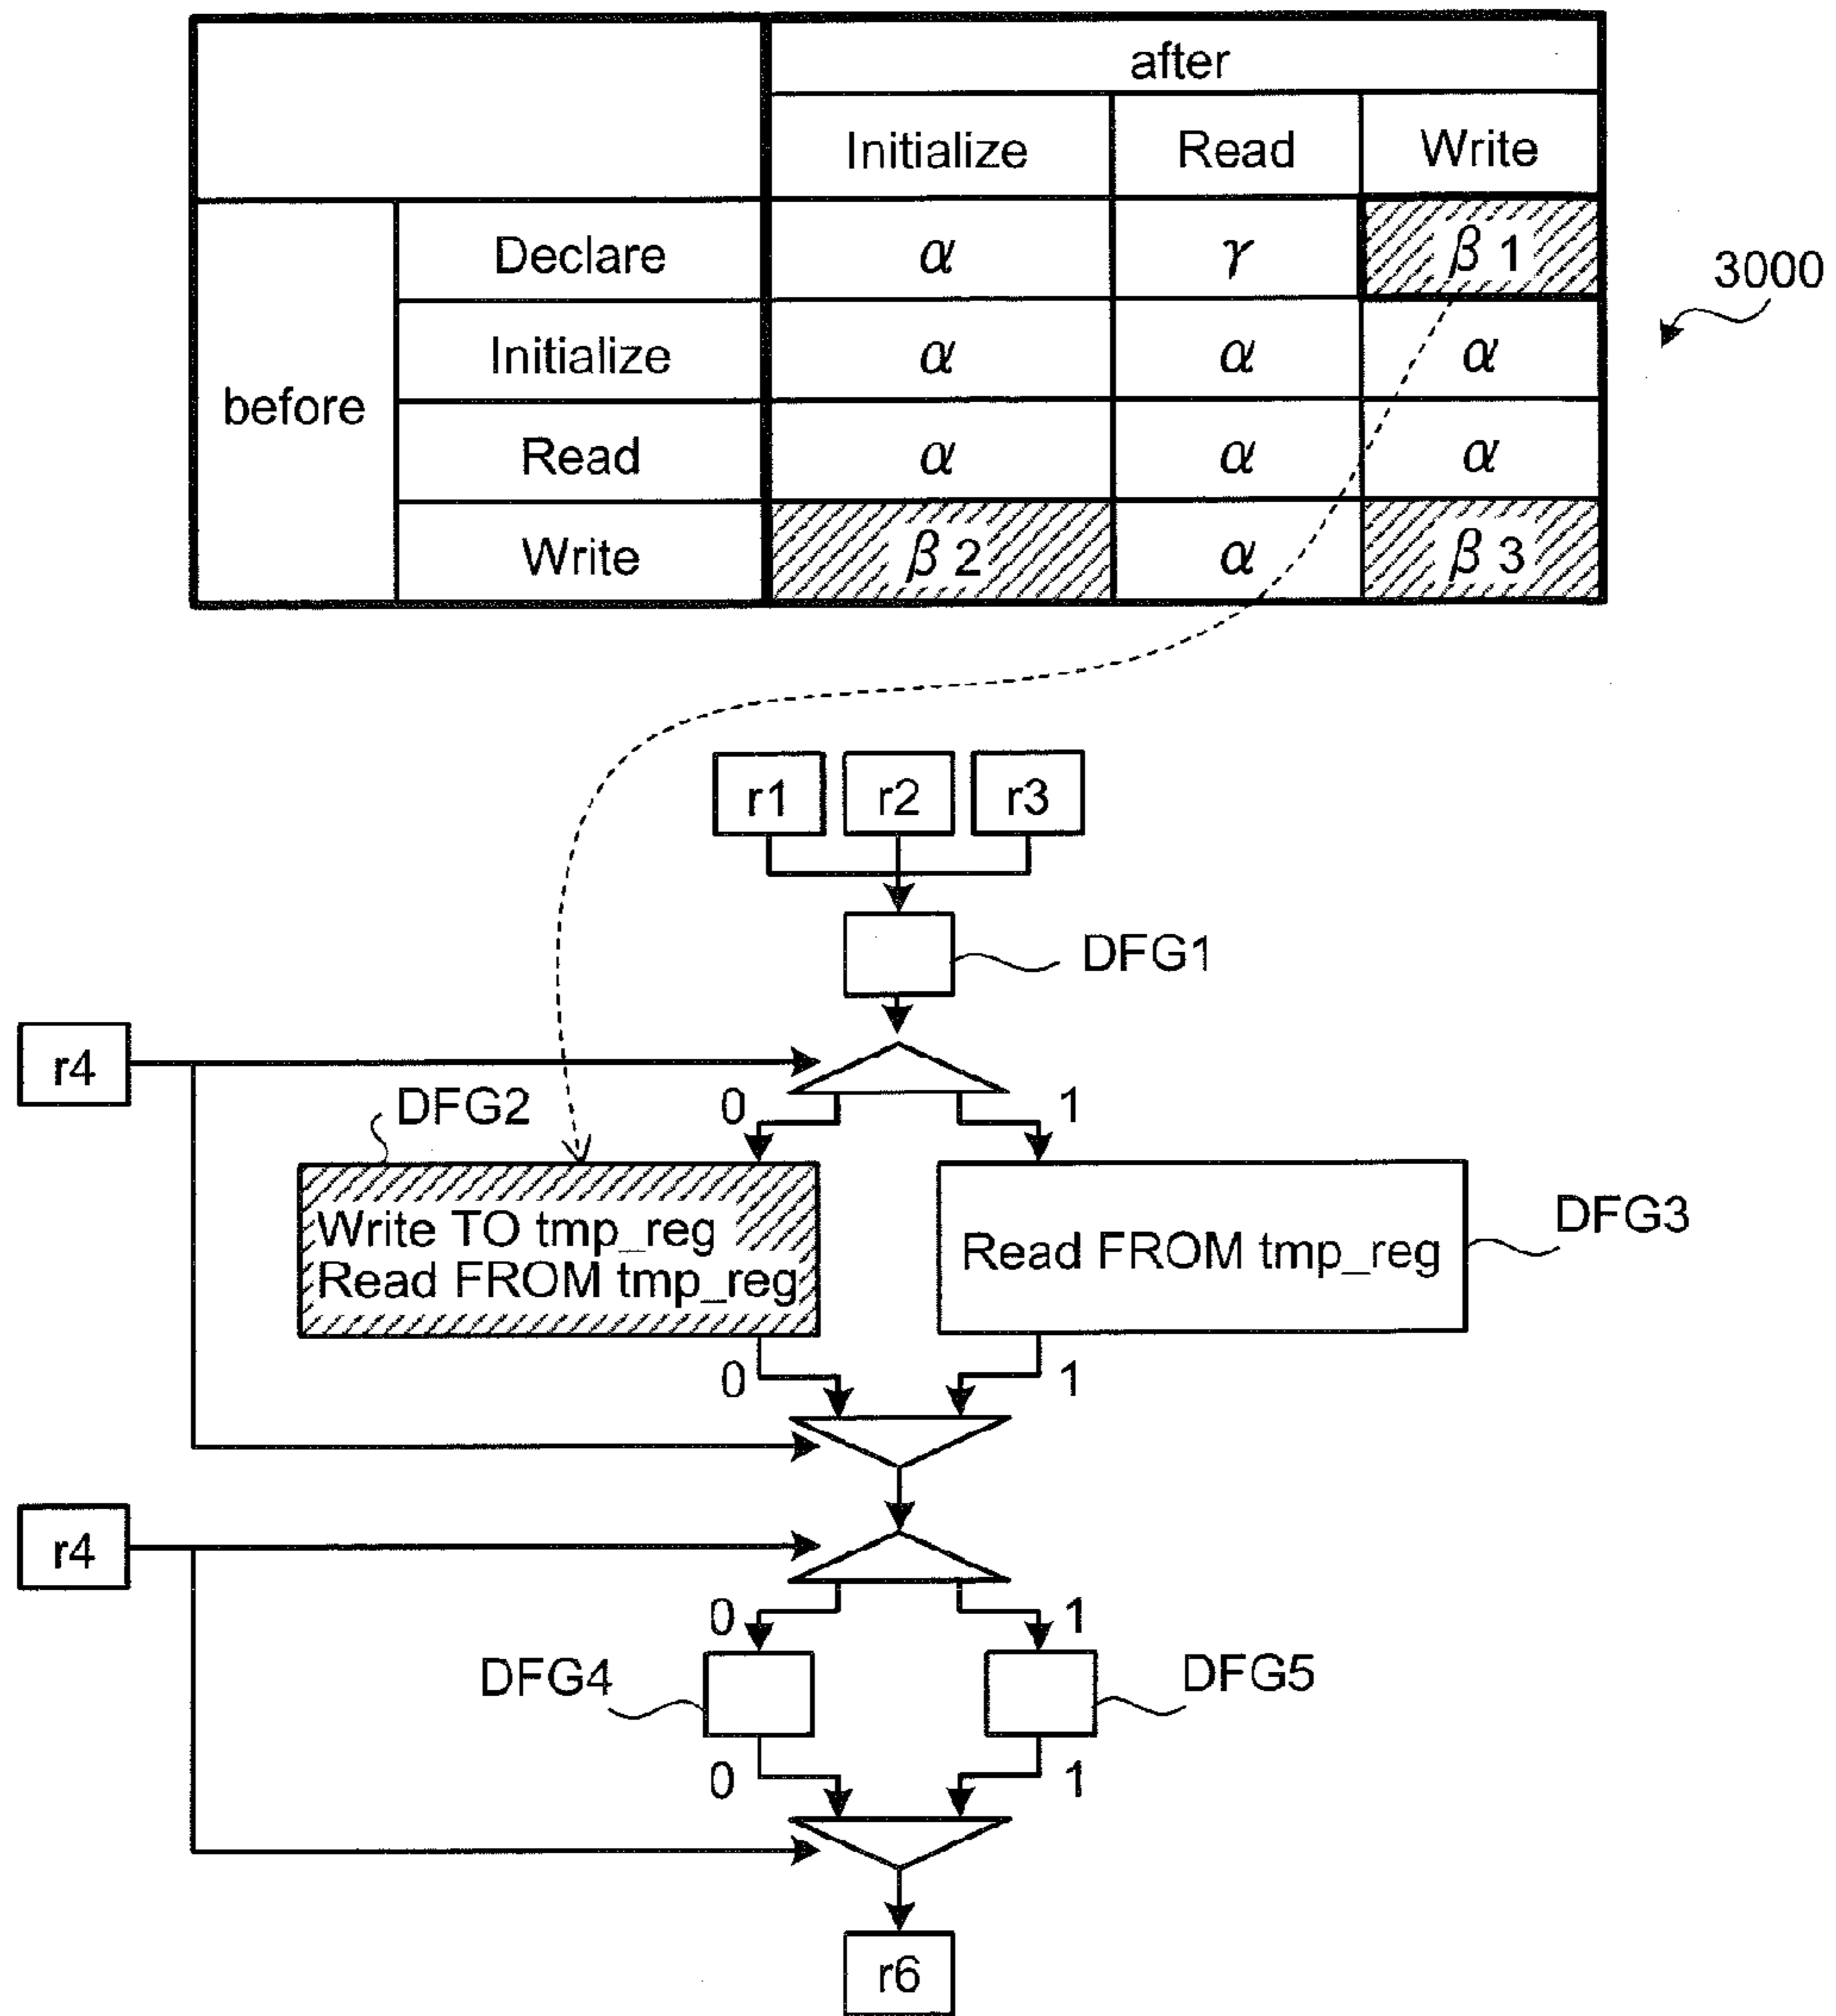 after
Initialize Read Write
Declare α γ β 1
3000
Initialize α α α
before
Read α α α
Write β 2 α β 3
r1 r2 r3
DFG1
r4
DFG2 0 1
Write TO tmp_reg
Read FROM tmp_reg
Read FROM tmp_reg
DFG3
0 1
r4
0 1
DFG4 DFG5
0 1
r6